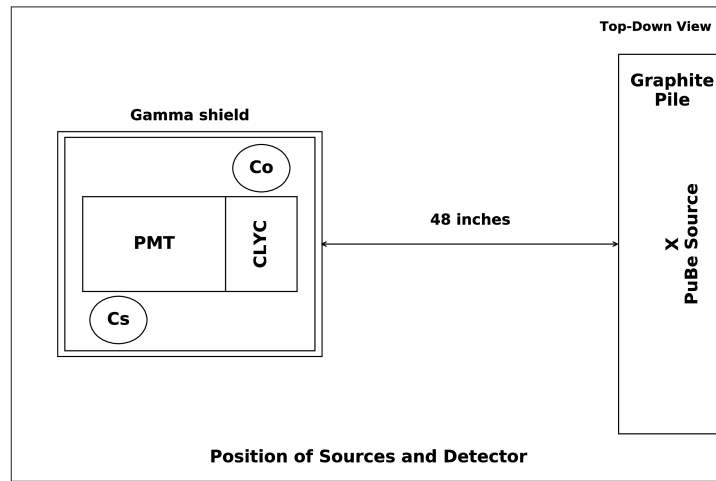 Top-Down View
Graphite
Pile
Gamma shield
Co
PMT
CLYC
48 inches
X
PuBe Source
Cs
Position of Sources and Detector